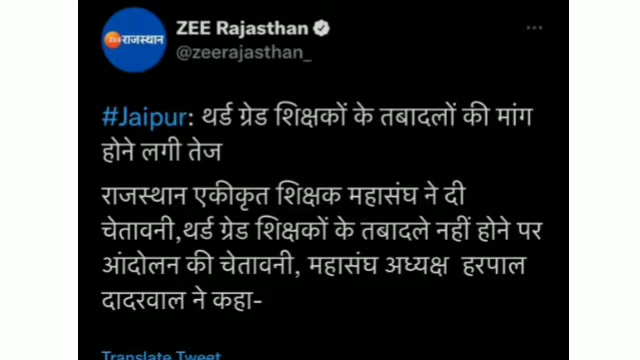 ZEE राजस्थान
ZEE Rajasthan
@zeerajasthan_
#Jaipur: थर्ड ग्रेड शिक्षकों के तबादलों की मांग
होने लगी तेज
राजस्थान एकीकृत शिक्षक महासंघ ने दी
चेतावनी,थर्ड ग्रेड शिक्षकों के तबादले नहीं होने पर
आंदोलन की चेतावनी, महासंघ अध्यक्ष हरपाल
दादरवाल ने कहा-
Translate Tweet